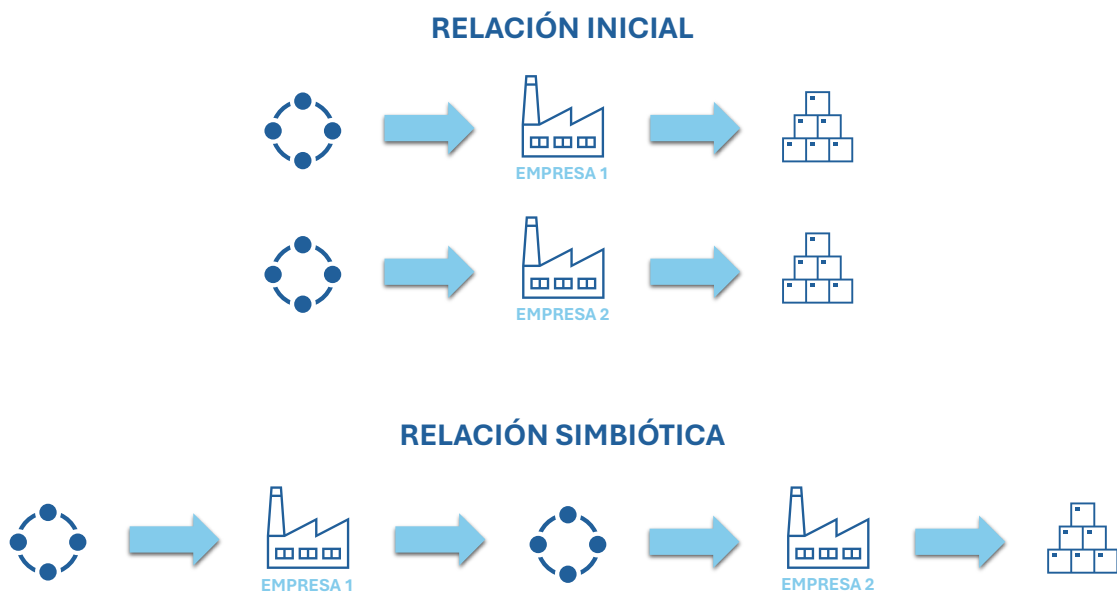 RELACIÓN INICIAL
EMPRESA 1
EMPRESA 2
RELACIÓN SIMBIÓTICA
EMPRESA 1
EMPRESA 2